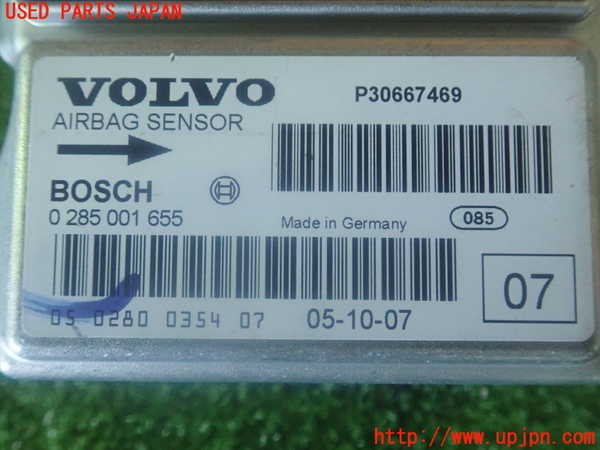 USED PARTS JAPAN
VOLVO
P30667469
AIRBAG SENSOR
BOSCH
0 285 001 655
Made in Germany
085
07
05 0280 0354 07
05-10-07
http://www.upjpn.com/